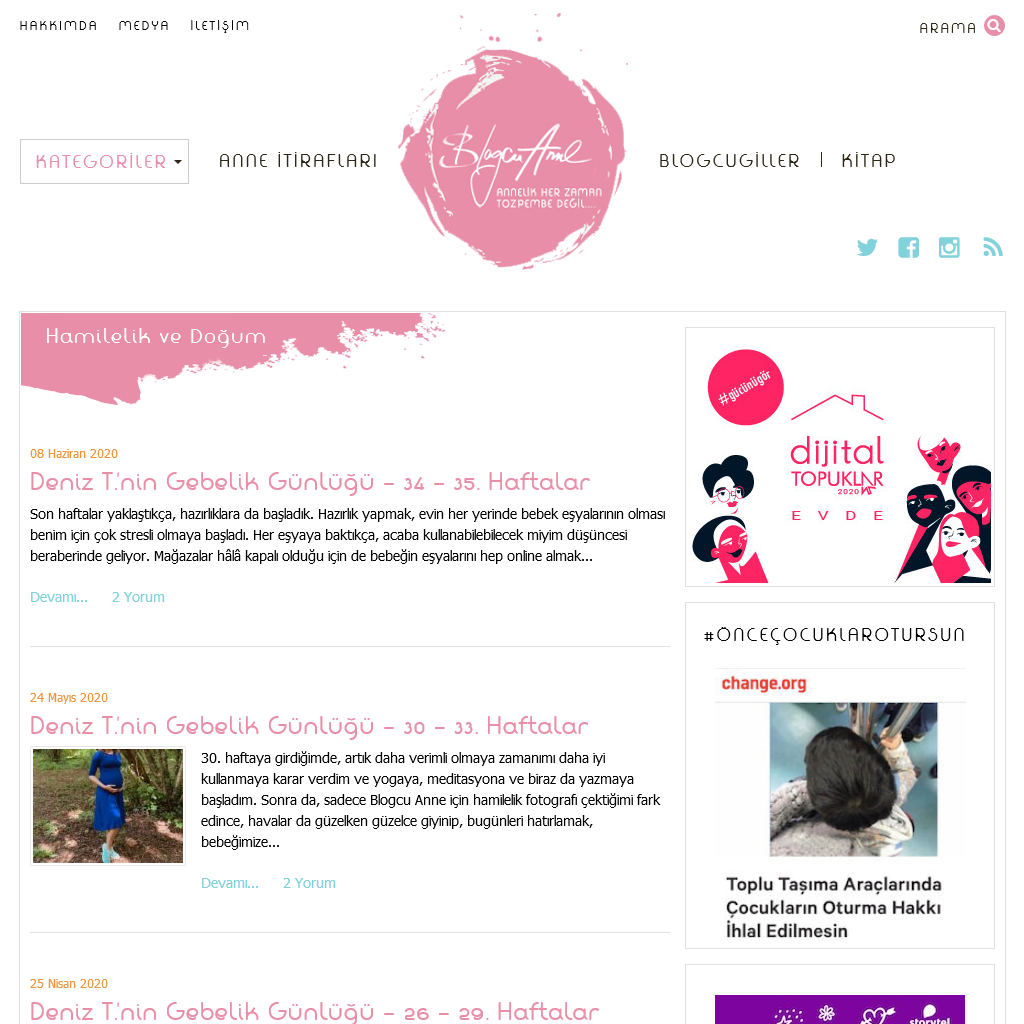 HAKKIMDA MEDYA İLETİŞİM
ARAMA
KATEGORİLER
ANNE İTİRAFLARI
Blogcu Anne
ANNELİK HER ZAMAN
TOZPEMBE DEĞİL....
BLOGCUGİLLER | KİTAP
Hamilelik ve Doğum
08 Haziran 2020
Deniz T.'nin Gebelik Günlüğü – 34 – 35. Haftalar
Son haftalar yaklaştıkça, hazırlıklara da başladık. Hazırlık yapmak, evin her yerinde bebek eşyalarının olması
benim için çok stresli olmaya başladı. Her eşyaya baktıkça, acaba kullanabilebilecek miyim düşüncesi
beraberinde geliyor. Mağazalar hâlâ kapalı olduğu için de bebeğin eşyalarını hep online almak...
Devamı... 2 Yorum
24 Mayıs 2020
Deniz T.'nin Gebelik Günlüğü – 30 – 33. Haftalar
30. haftaya girdiğimde, artık daha verimli olmaya zamanımı daha iyi
kullanmaya karar verdim ve yogaya, meditasyona ve biraz da yazmaya
başladım. Sonra da, sadece Blogcu Anne için hamilelik fotografı çektiğimi fark
edince, havalar da güzelken güzelce giyinip, bugünleri hatırlamak,
bebeğimize...
Devamı... 2 Yorum
25 Nisan 2020
Deniz T.'nin Gebelik Günlüğü – 26 – 29. Haftalar
#gücünügör
dijital
TOPUKLAR
2020
EVDE
#ÖNCEÇOCUKLAROTURSUN
change.org
Toplu Taşıma Araçlarında
Çocukların Oturma Hakkı
İhlal Edilmesin
storytel